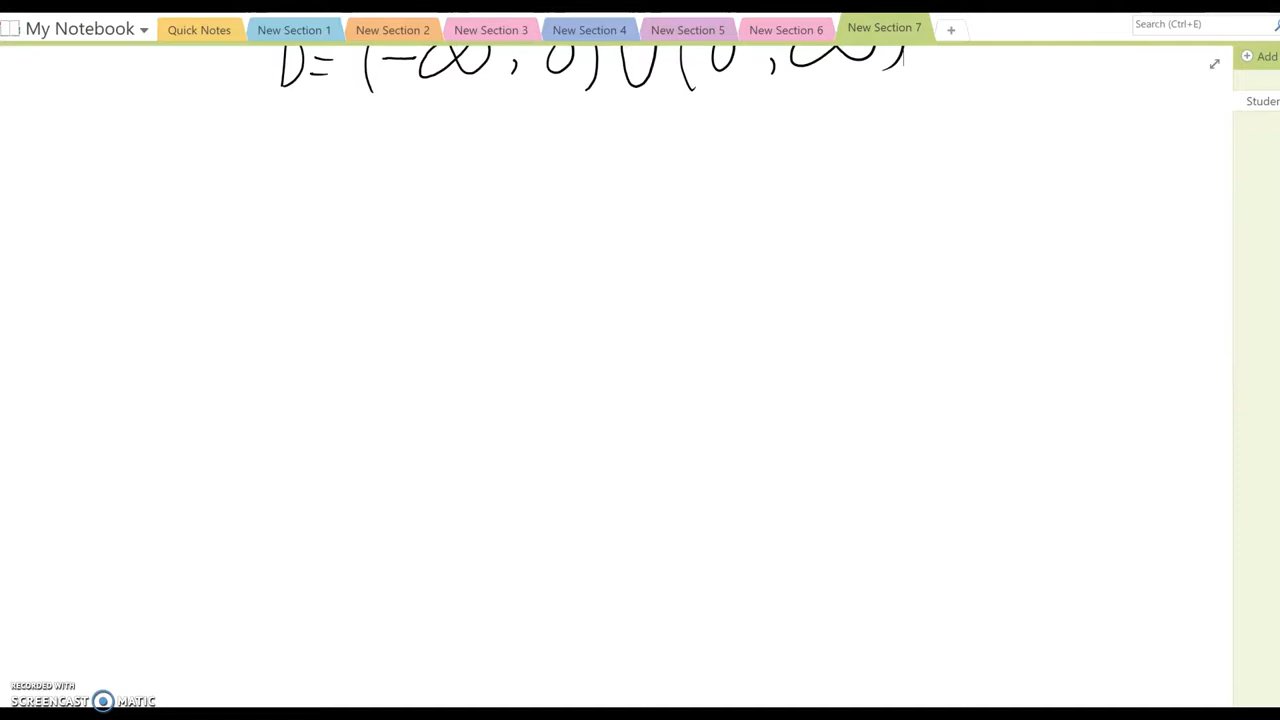 My Notebook
Quick Notes
New Section 1
New Section 2
New Section 3
New Section 4
New Section 5
New Section 6
New Section 7
Search (Ctrl+E)
Add
D= (-∞, 0) ∪ (0, ∞)
Studen
RECORDED WITH
SCREENCAST MATIC